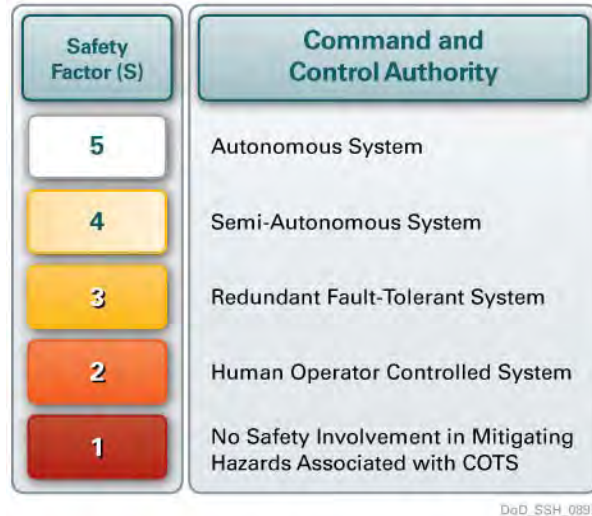 Safety
Factor (S)
Command and
Control Authority
5
Autonomous System
4
Semi-Autonomous System
3
Redundant Fault-Tolerant System
2
Human Operator Controlled System
1
No Safety Involvement in Mitigating
Hazards Associated with COTS
DoD_SSH_089